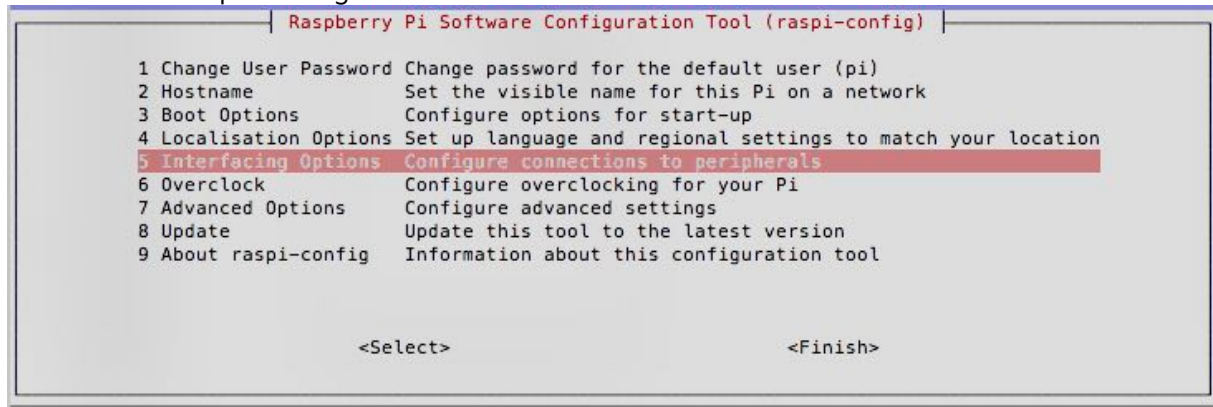 Raspberry Pi Software Configuration Tool (raspi-config)
1 Change User Password Change password for the default user (pi)
2 Hostname Set the visible name for this Pi on a network
3 Boot Options Configure options for start-up
4 Localisation Options Set up language and regional settings to match your location
5 Interfacing Options Configure connections to peripherals
6 Overclock Configure overclocking for your Pi
7 Advanced Options Configure advanced settings
8 Update Update this tool to the latest version
9 About raspi-config Information about this configuration tool
<Select> <Finish>